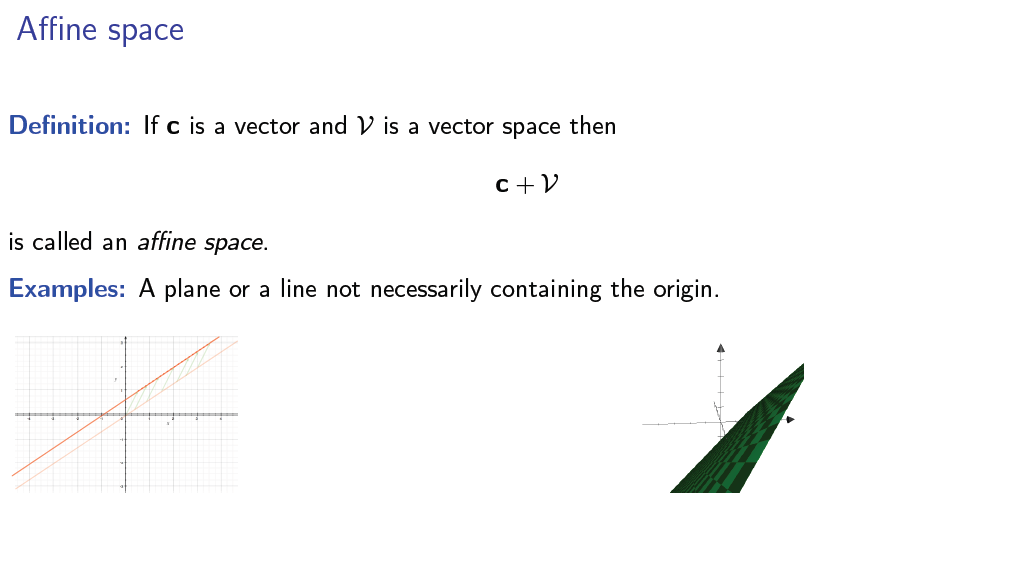 Affine space
Definition: If c is a vector and 𝒱 is a vector space then
c + 𝒱
is called an affine space.
Examples: A plane or a line not necessarily containing the origin.